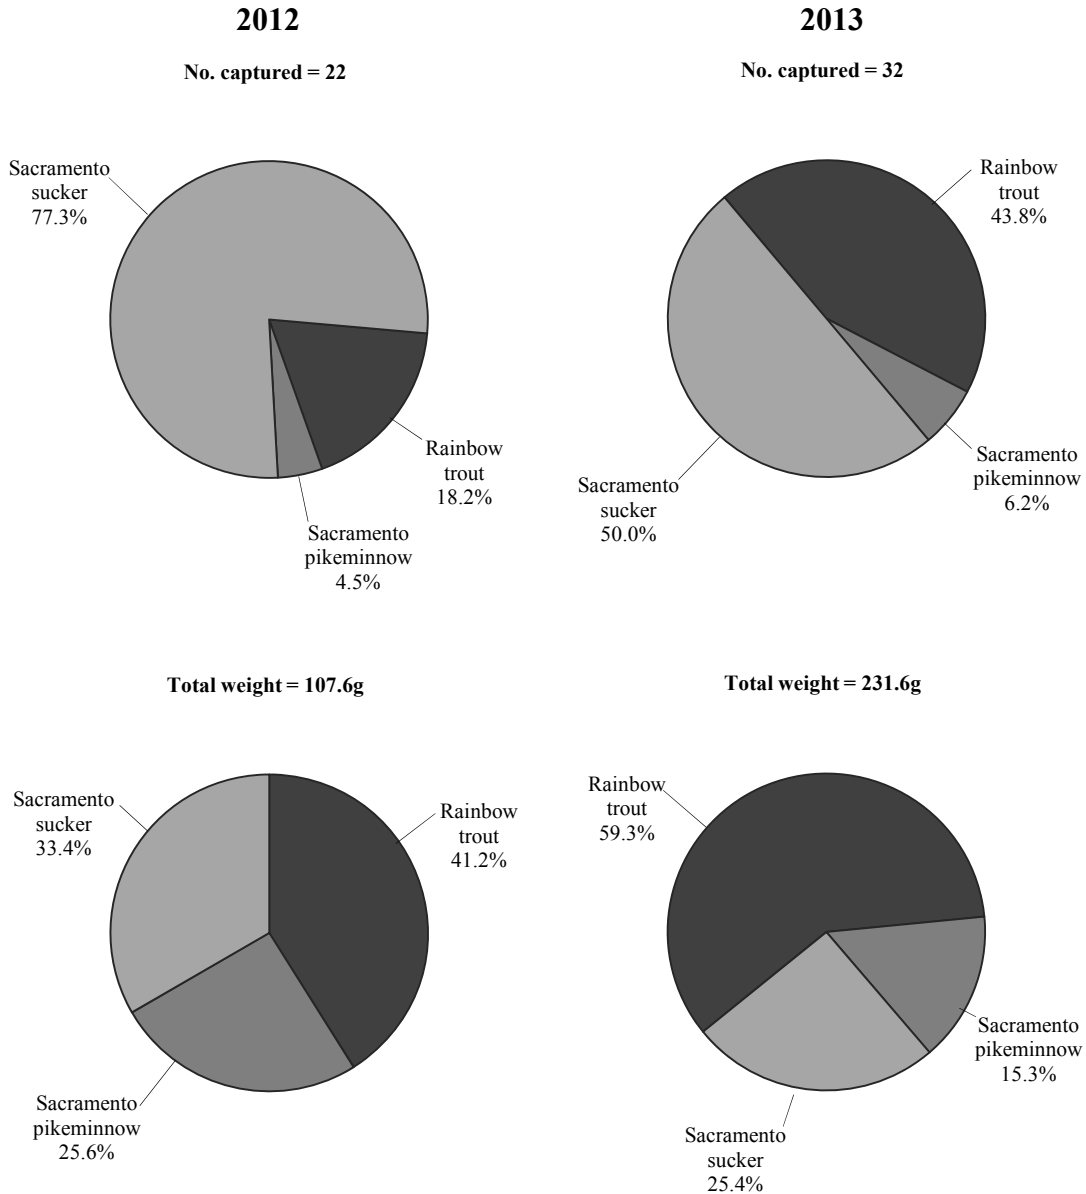 2012
No. captured = 22
Sacramento
sucker
77.3%
Rainbow
trout
18.2%
Sacramento
pikeminnow
4.5%
2013
No. captured = 32
Rainbow
trout
43.8%
Sacramento
pikeminnow
6.2%
Sacramento
sucker
50.0%
Total weight = 107.6g
Sacramento
sucker
33.4%
Rainbow
trout
41.2%
Sacramento
pikeminnow
25.6%
Total weight = 231.6g
Rainbow
trout
59.3%
Sacramento
pikeminnow
15.3%
Sacramento
sucker
25.4%